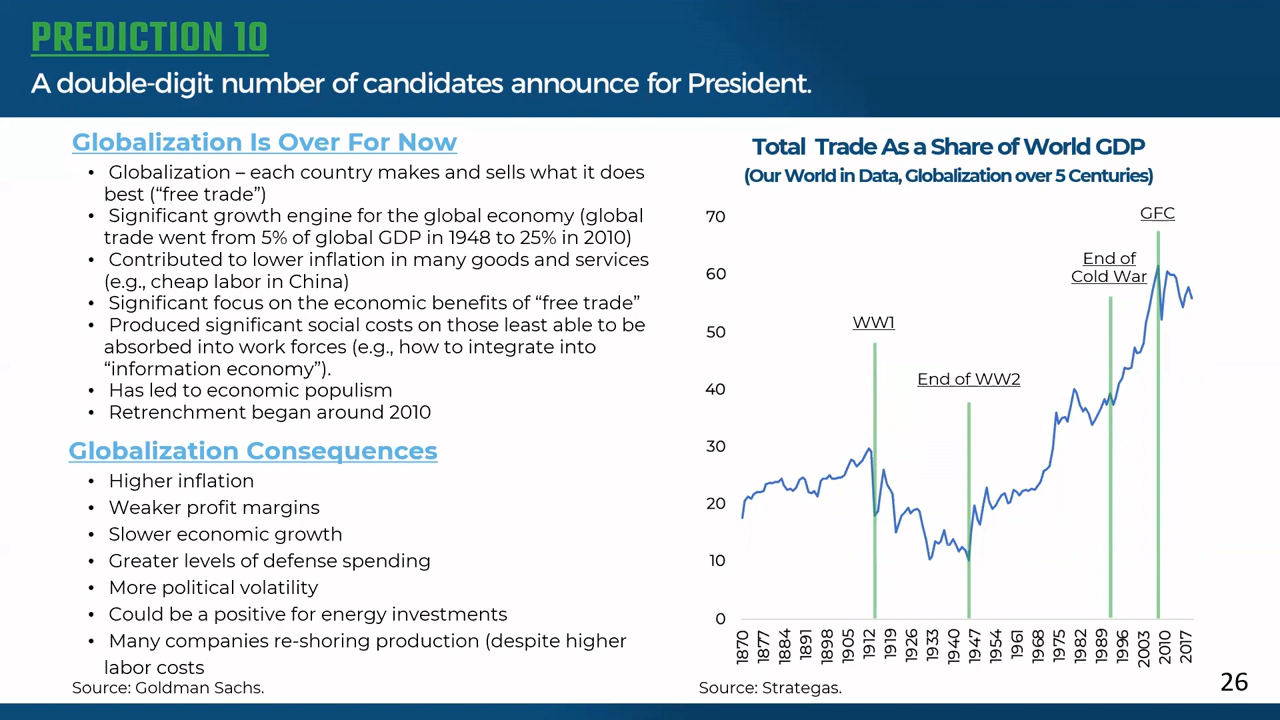 PREDICTION 10
A double-digit number of candidates announce for President.
Globalization Is Over For Now
• Globalization – each country makes and sells what it does
best (“free trade”)
• Significant growth engine for the global economy (global
trade went from 5% of global GDP in 1948 to 25% in 2010)
• Contributed to lower inflation in many goods and services
(e.g., cheap labor in China)
• Significant focus on the economic benefits of “free trade”
• Produced significant social costs on those least able to be
absorbed into work forces (e.g., how to integrate into
“information economy”).
• Has led to economic populism
• Retrenchment began around 2010
Globalization Consequences
• Higher inflation
• Weaker profit margins
• Slower economic growth
• Greater levels of defense spending
• More political volatility
• Could be a positive for energy investments
• Many companies re-shoring production (despite higher
labor costs
Source: Goldman Sachs.
Total Trade As a Share of World GDP
(Our World in Data, Globalization over 5 Centuries)
70
60
50
40
30
20
10
0
GFC
End of
Cold War
WW1
End of WW2
1870
1877
1884
1891
1898
1905
1912
1919
1926
1933
1940
1947
1954
1961
1968
1975
1982
1989
1996
2003
2010
2017
Source: Strategas.
26